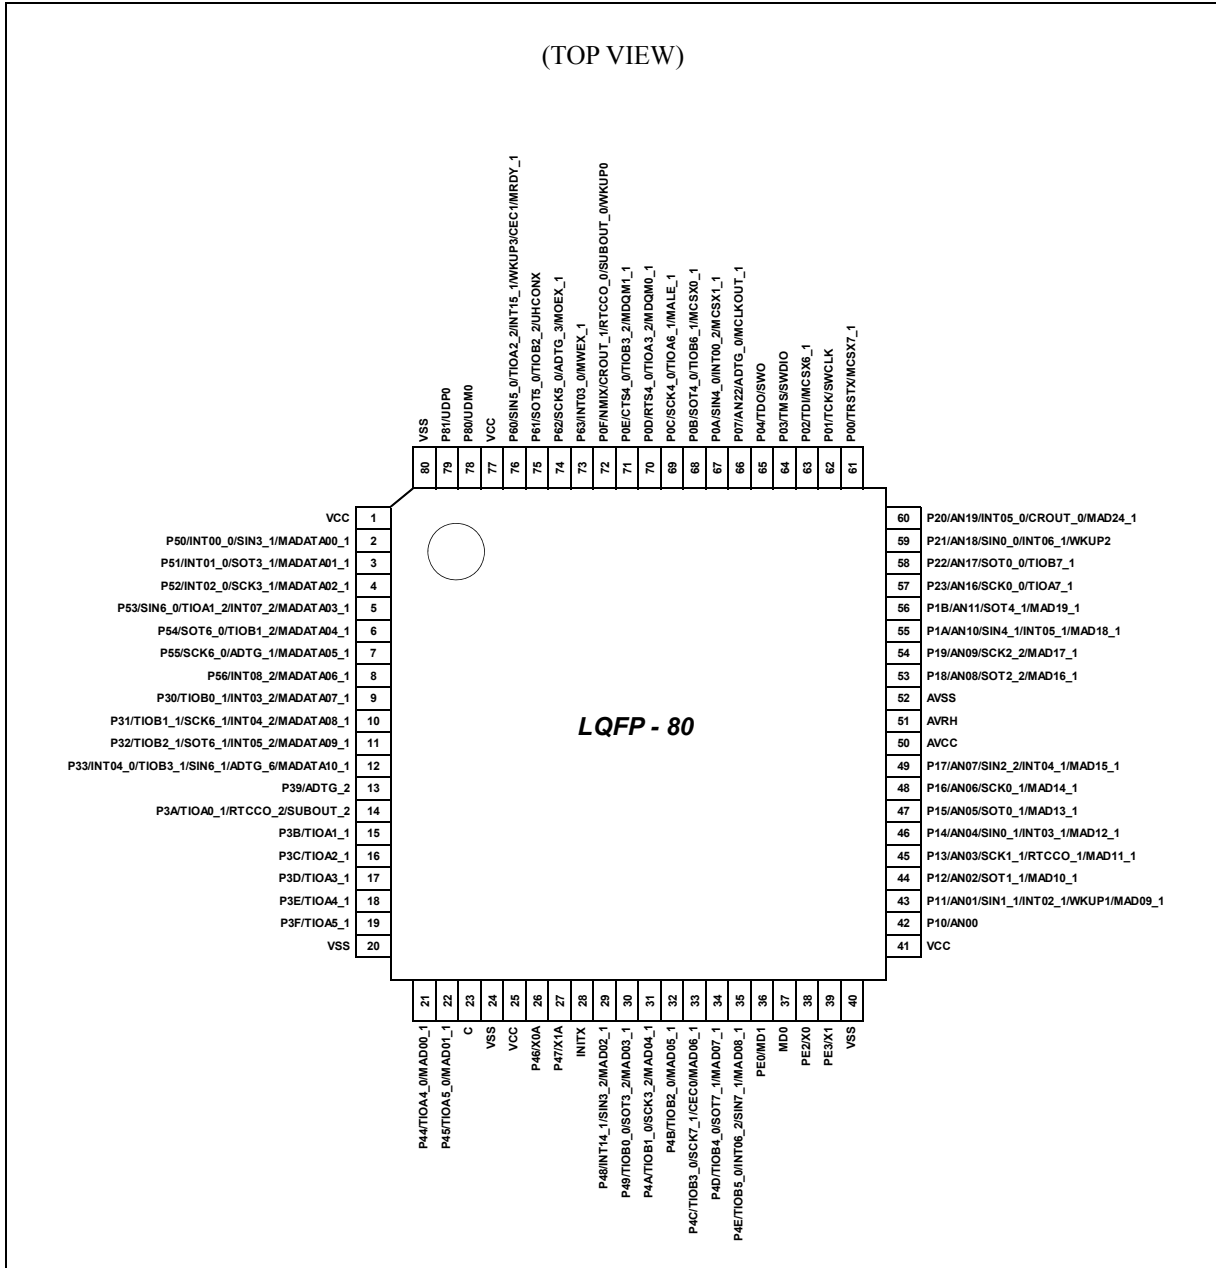 (TOP VIEW)
VSS
P81/UDP0
P80/UDM0
VCC
P60/SIN5_0/TIOA2_2/INT15_1/WKUP3/CEC1/MRDY_1
P61/SOT5_0/TIOB2_2/UHCONX
P62/SCK5_0/ADTG_3/MOEX_1
P63/INT03_0/MWEX_1
P0F/NMIX/CROUT_1/RTCCO_0/SUBOUT_0/WKUP0
P0E/CTS4_0/TIOB3_2/MDQM1_1
P0D/RTS4_0/TIOA3_2/MDQM0_1
P0C/SCK4_0/TIOA6_1/MALE_1
P0B/SOT4_0/TIOB6_1/MCSX0_1
P0A/SIN4_0/INT00_2/MCSX1_1
P07/AN22/ADTG_0/MCLKOUT_1
P04/TDO/SWO
P03/TMS/SWDIO
P02/TDI/MCSX6_1
P01/TCK/SWCLK
P00/TRSTX/MCSX7_1
80 79 78 77 76 75 74 73 72 71 70 69 68 67 66 65 64 63 62 61
VCC 1
P50/INT00_0/SIN3_1/MADATA00_1 2
P51/INT01_0/SOT3_1/MADATA01_1 3
P52/INT02_0/SCK3_1/MADATA02_1 4
P53/SIN6_0/TIOA1_2/INT07_2/MADATA03_1 5
P54/SOT6_0/TIOB1_2/MADATA04_1 6
P55/SCK6_0/ADTG_1/MADATA05_1 7
P56/INT08_2/MADATA06_1 8
P30/TIOB0_1/INT03_2/MADATA07_1 9
P31/TIOB1_1/SCK6_1/INT04_2/MADATA08_1 10
P32/TIOB2_1/SOT6_1/INT05_2/MADATA09_1 11
P33/INT04_0/TIOB3_1/SIN6_1/ADTG_6/MADATA10_1 12
P39/ADTG_2 13
P3A/TIOA0_1/RTCCO_2/SUBOUT_2 14
P3B/TIOA1_1 15
P3C/TIOA2_1 16
P3D/TIOA3_1 17
P3E/TIOA4_1 18
P3F/TIOA5_1 19
VSS 20
LQFP - 80
60 P20/AN19/INT05_0/CROUT_0/MAD24_1
59 P21/AN18/SIN0_0/INT06_1/WKUP2
58 P22/AN17/SOT0_0/TIOB7_1
57 P23/AN16/SCK0_0/TIOA7_1
56 P1B/AN11/SOT4_1/MAD19_1
55 P1A/AN10/SIN4_1/INT05_1/MAD18_1
54 P19/AN09/SCK2_2/MAD17_1
53 P18/AN08/SOT2_2/MAD16_1
52 AVSS
51 AVRH
50 AVCC
49 P17/AN07/SIN2_2/INT04_1/MAD15_1
48 P16/AN06/SCK0_1/MAD14_1
47 P15/AN05/SOT0_1/MAD13_1
46 P14/AN04/SIN0_1/INT03_1/MAD12_1
45 P13/AN03/SCK1_1/RTCCO_1/MAD11_1
44 P12/AN02/SOT1_1/MAD10_1
43 P11/AN01/SIN1_1/INT02_1/WKUP1/MAD09_1
42 P10/AN00
41 VCC
21 22 23 24 25 26 27 28 29 30 31 32 33 34 35 36 37 38 39 40
P44/TIOA4_0/MAD00_1
P45/TIOA5_0/MAD01_1
C
VSS
VCC
P46/X0A
P47/X1A
INITX
P48/INT14_1/SIN3_2/MAD02_1
P49/TIOB0_0/SOT3_2/MAD03_1
P4A/TIOB1_0/SCK3_2/MAD04_1
P4B/TIOB2_0/MAD05_1
P4C/TIOB3_0/SCK7_1/CEC0/MAD06_1
P4D/TIOB4_0/SOT7_1/MAD07_1
P4E/TIOB5_0/INT06_2/SIN7_1/MAD08_1
PE0/MD1
MD0
PE2/X0
PE3/X1
VSS